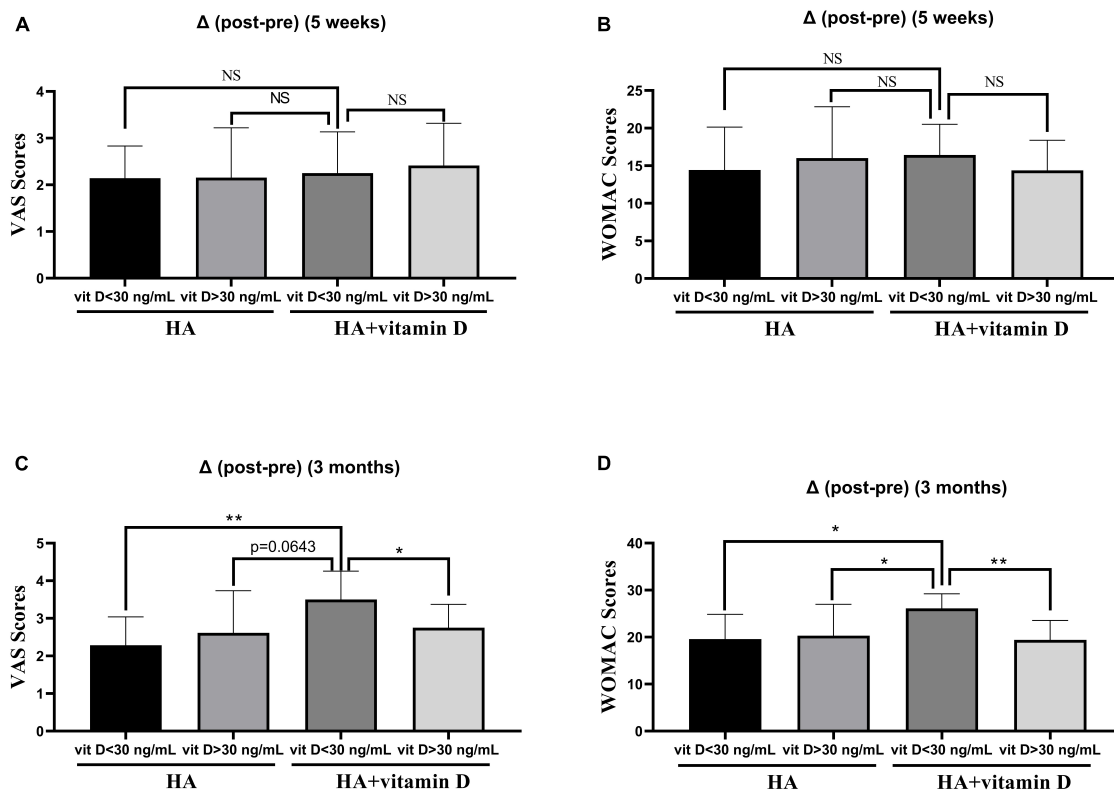 A
Δ (post-pre) (5 weeks)
NS
NS
NS
VAS Scores
4
3
2
1
0
vit D<30 ng/mL vit D>30 ng/mL vit D<30 ng/mL vit D>30 ng/mL
HA HA+vitamin D
B
Δ (post-pre) (5 weeks)
NS
NS
NS
WOMAC Scores
25
20
15
10
5
0
vit D<30 ng/mL vit D>30 ng/mL vit D<30 ng/mL vit D>30 ng/mL
HA HA+vitamin D
C
Δ (post-pre) (3 months)
**
p=0.0643
*
VAS Scores
5
4
3
2
1
0
vit D<30 ng/mL vit D>30 ng/mL vit D<30 ng/mL vit D>30 ng/mL
HA HA+vitamin D
D
Δ (post-pre) (3 months)
*
*
**
WOMAC Scores
40
30
20
10
0
vit D<30 ng/mL vit D>30 ng/mL vit D<30 ng/mL vit D>30 ng/mL
HA HA+vitamin D